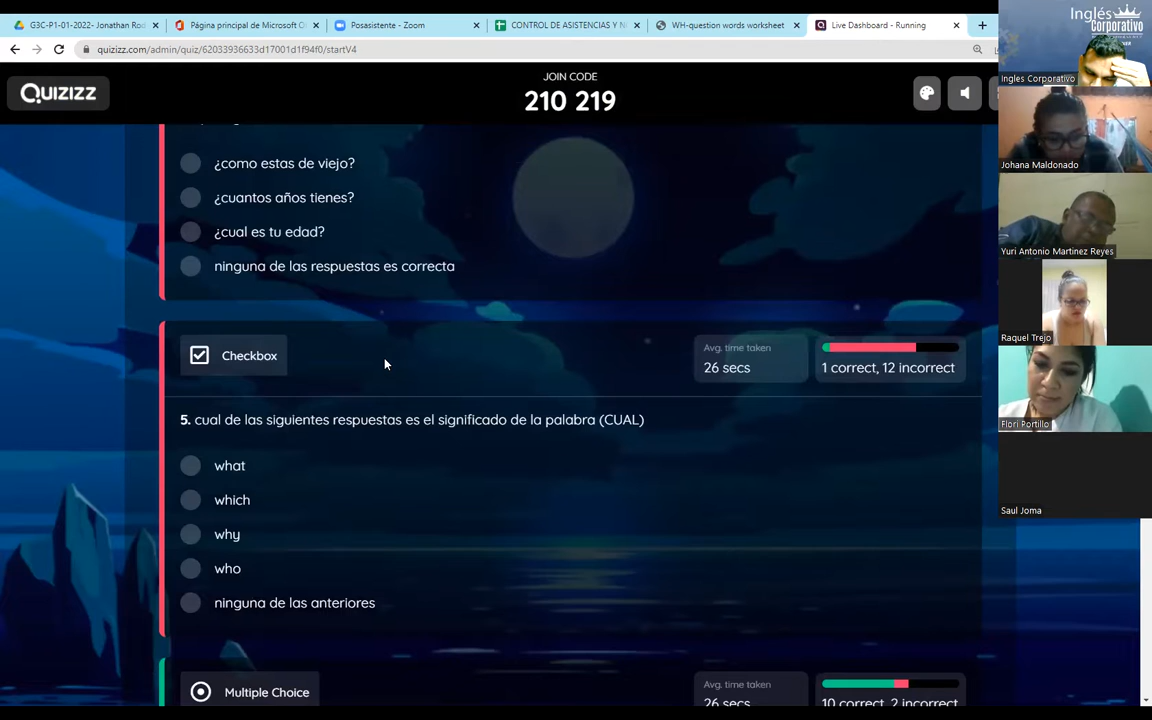 G3C-P1-01-2022- Jonathan Rod
Página principal de Microsoft O
Posasistente - Zoom
CONTROL DE ASISTENCIAS Y N
WH-question words worksheet
Live Dashboard - Running
quizizz.com/admin/quiz/62033936633d17001d1f94f0/startV4
Quizizz
JOIN CODE
210 219
¿como estas de viejo?
¿cuantos años tienes?
¿cual es tu edad?
ninguna de las respuestas es correcta
Checkbox
Avg. time taken
26 secs
1 correct, 12 incorrect
5. cual de las siguientes respuestas es el significado de la palabra (CUAL)
what
which
why
who
ninguna de las anteriores
Multiple Choice
Avg. time taken
26 secs
10 correct, 2 incorrect
Inglés
Corporativo
Ingles Corporativo
Johana Maldonado
Yuri Antonio Martinez Reyes
Raquel Trejo
Flori Portillo
Saul Joma